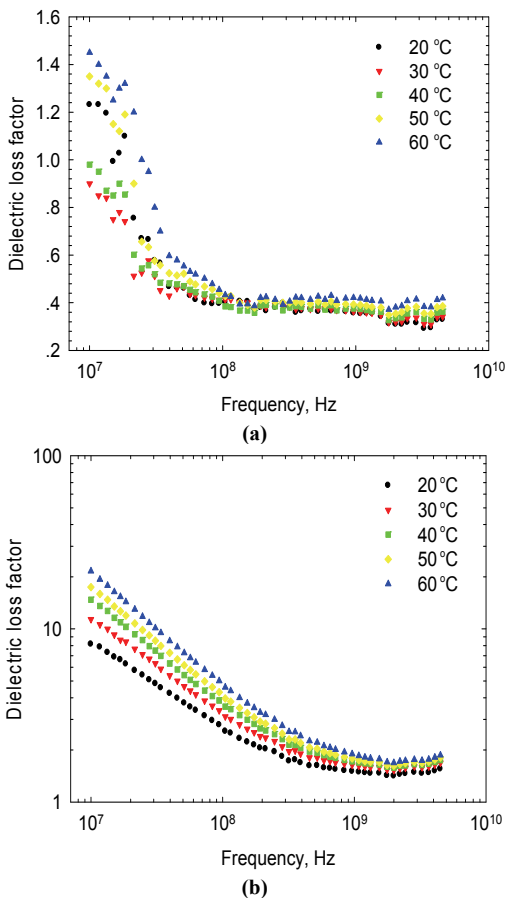 1.6
1.4
1.2
1.0
.8
.6
.4
.2
Dielectric loss factor
20 °C
30 °C
40 °C
50 °C
60 °C
10⁷ 10⁸ 10⁹ 10¹⁰
Frequency, Hz
(a)
100
10
1
Dielectric loss factor
20 °C
30 °C
40 °C
50 °C
60 °C
10⁷ 10⁸ 10⁹ 10¹⁰
Frequency, Hz
(b)